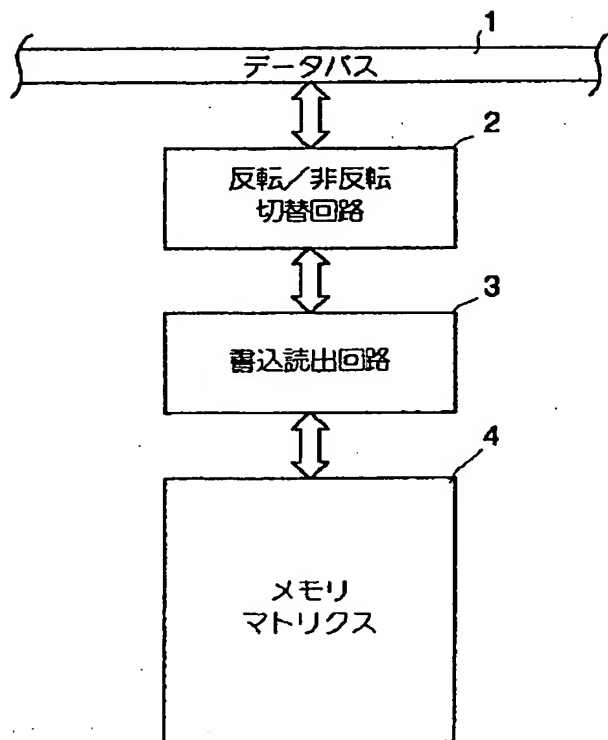 1
データバス
2
反転／非反転
切替回路
3
書込読出回路
4
メモリ
マトリクス